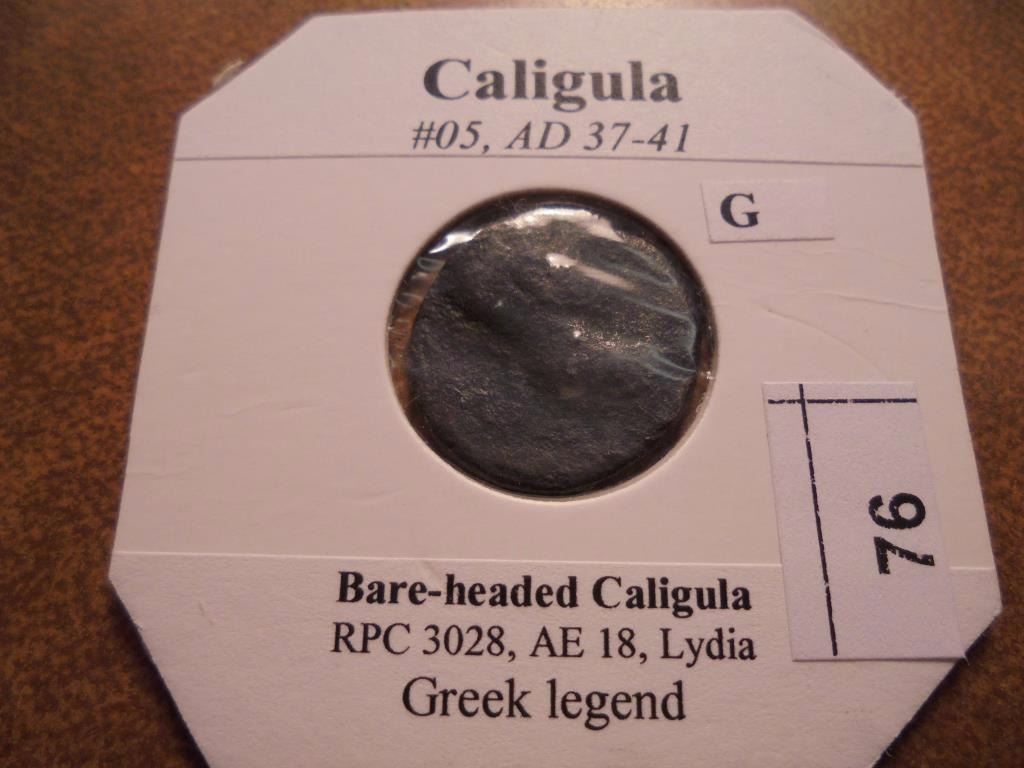 Caligula
#05, AD 37-41
G
76
Bare-headed Caligula
RPC 3028, AE 18, Lydia
Greek legend